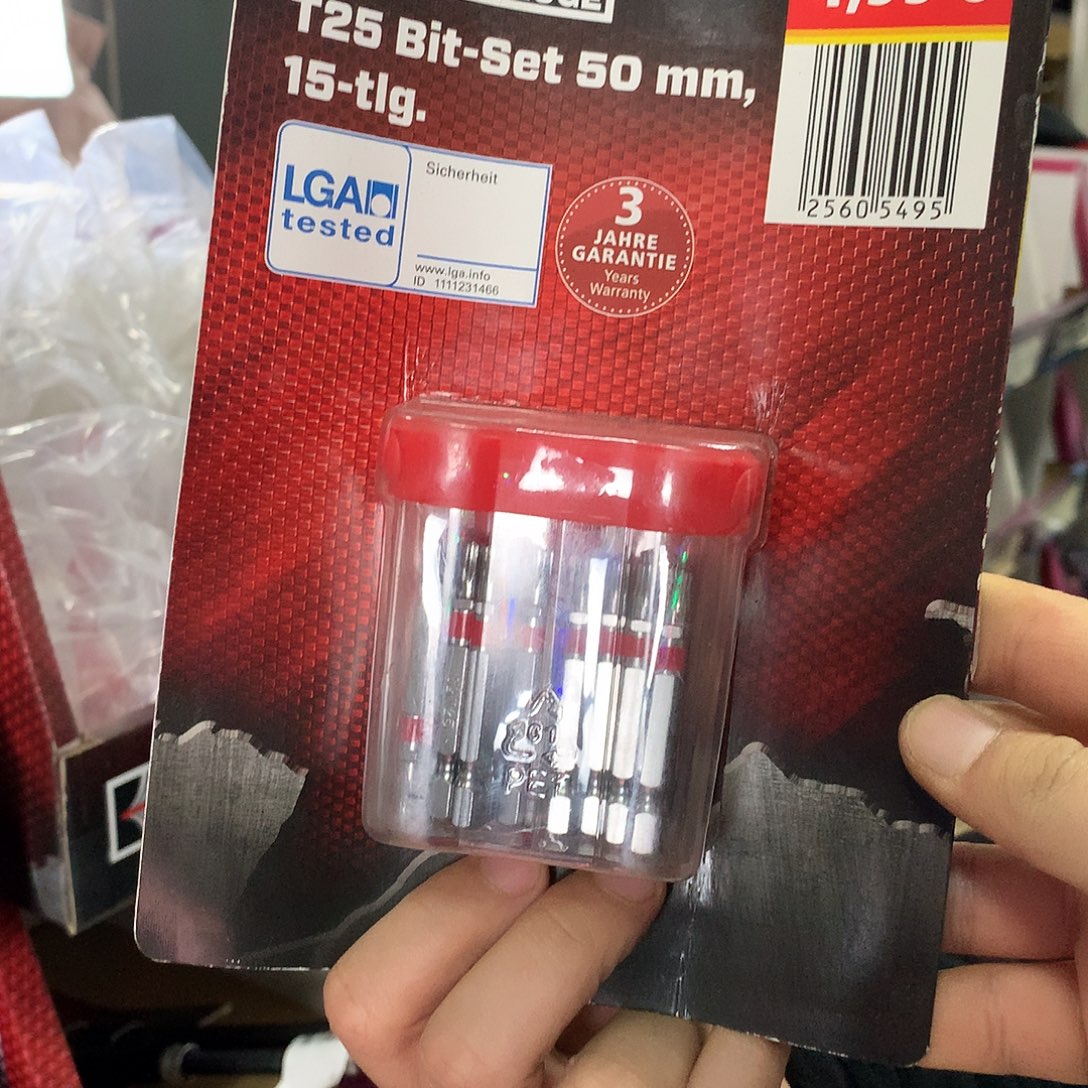 T25 Bit-Set 50 mm,
15-tlg.
LGA
tested
Sicherheit
www.lga.info
ID 1111231466
3
JAHRE
GARANTIE
Years
Warranty
2560 5495
PET